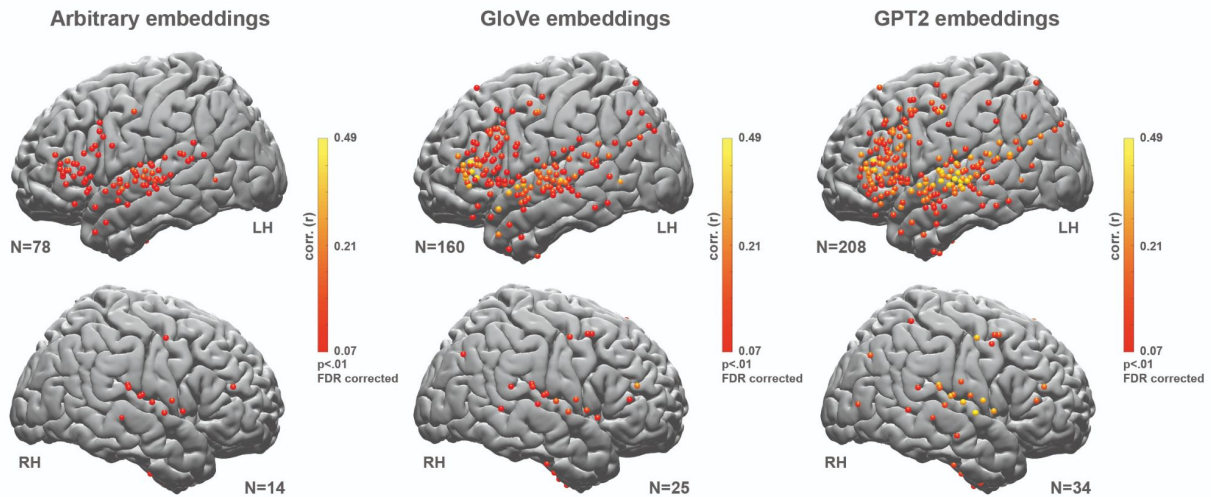 Arbitrary embeddings
GloVe embeddings
GPT2 embeddings
0.49
corr. (r)
0.21
0.07
p<.01
FDR corrected
LH
N=78
0.49
corr. (r)
0.21
0.07
p<.01
FDR corrected
LH
N=160
0.49
corr. (r)
0.21
0.07
p<.01
FDR corrected
LH
N=208
RH
N=14
RH
N=25
RH
N=34